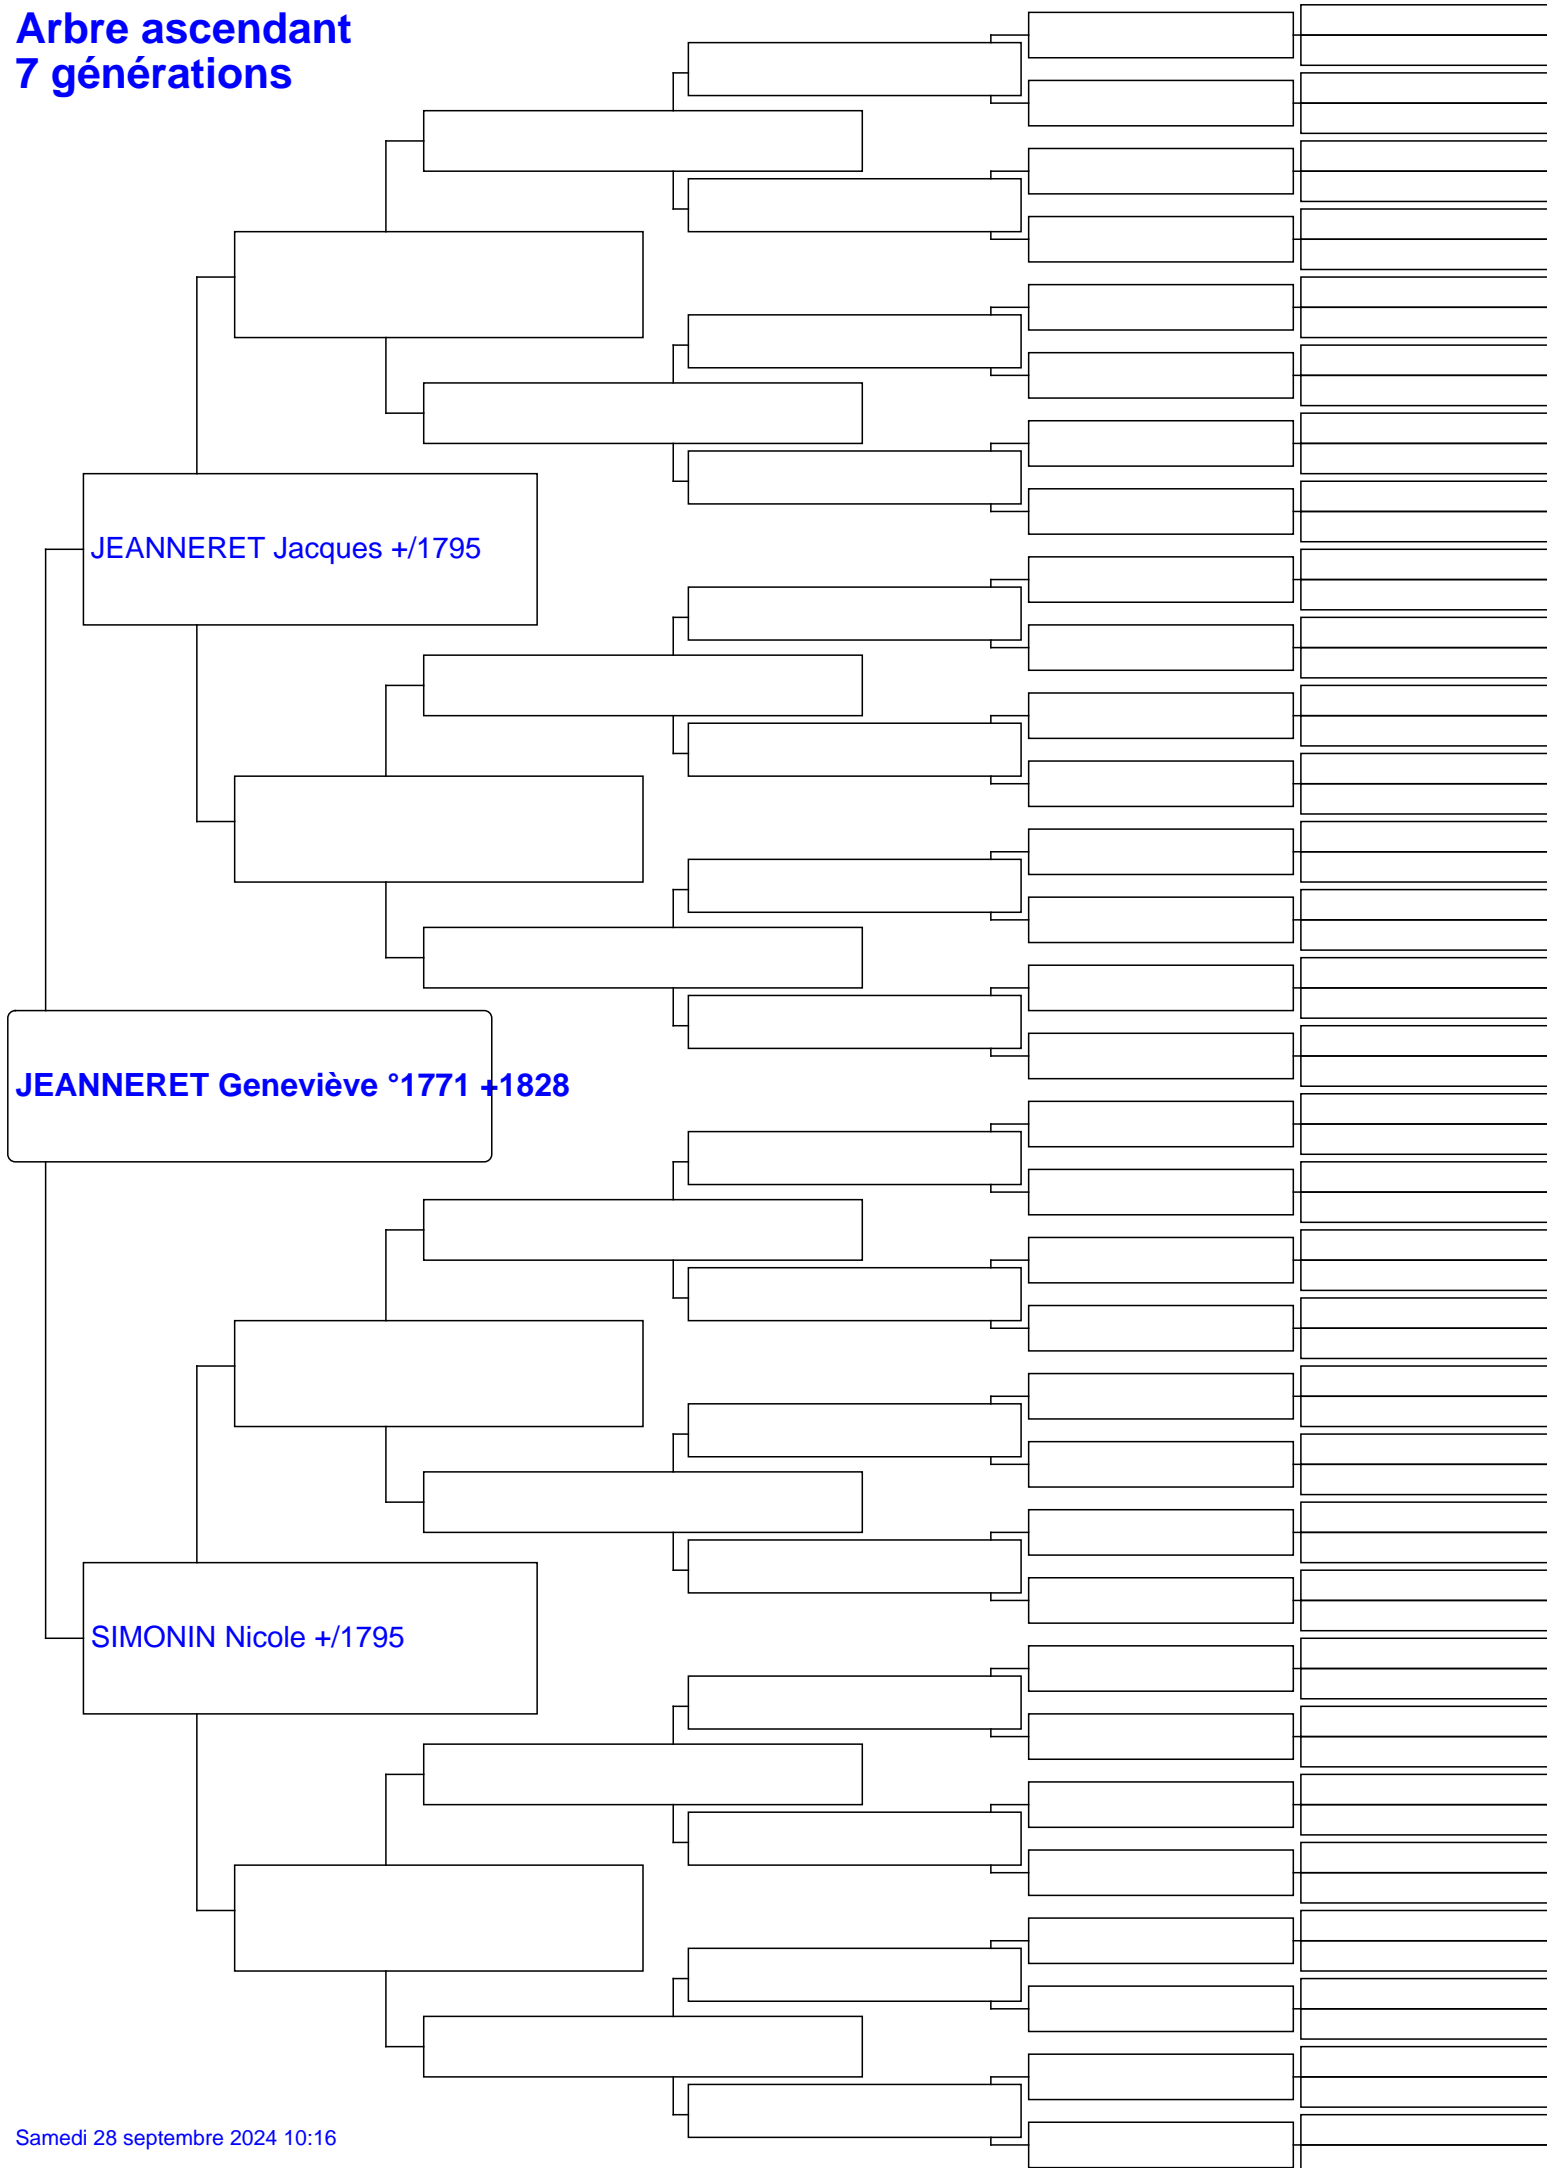 Arbre ascendant
7 générations
JEANNERET Jacques +/1795
JEANNERET Geneviève °1771 +1828
SIMONIN Nicole +/1795
Samedi 28 septembre 2024 10:16